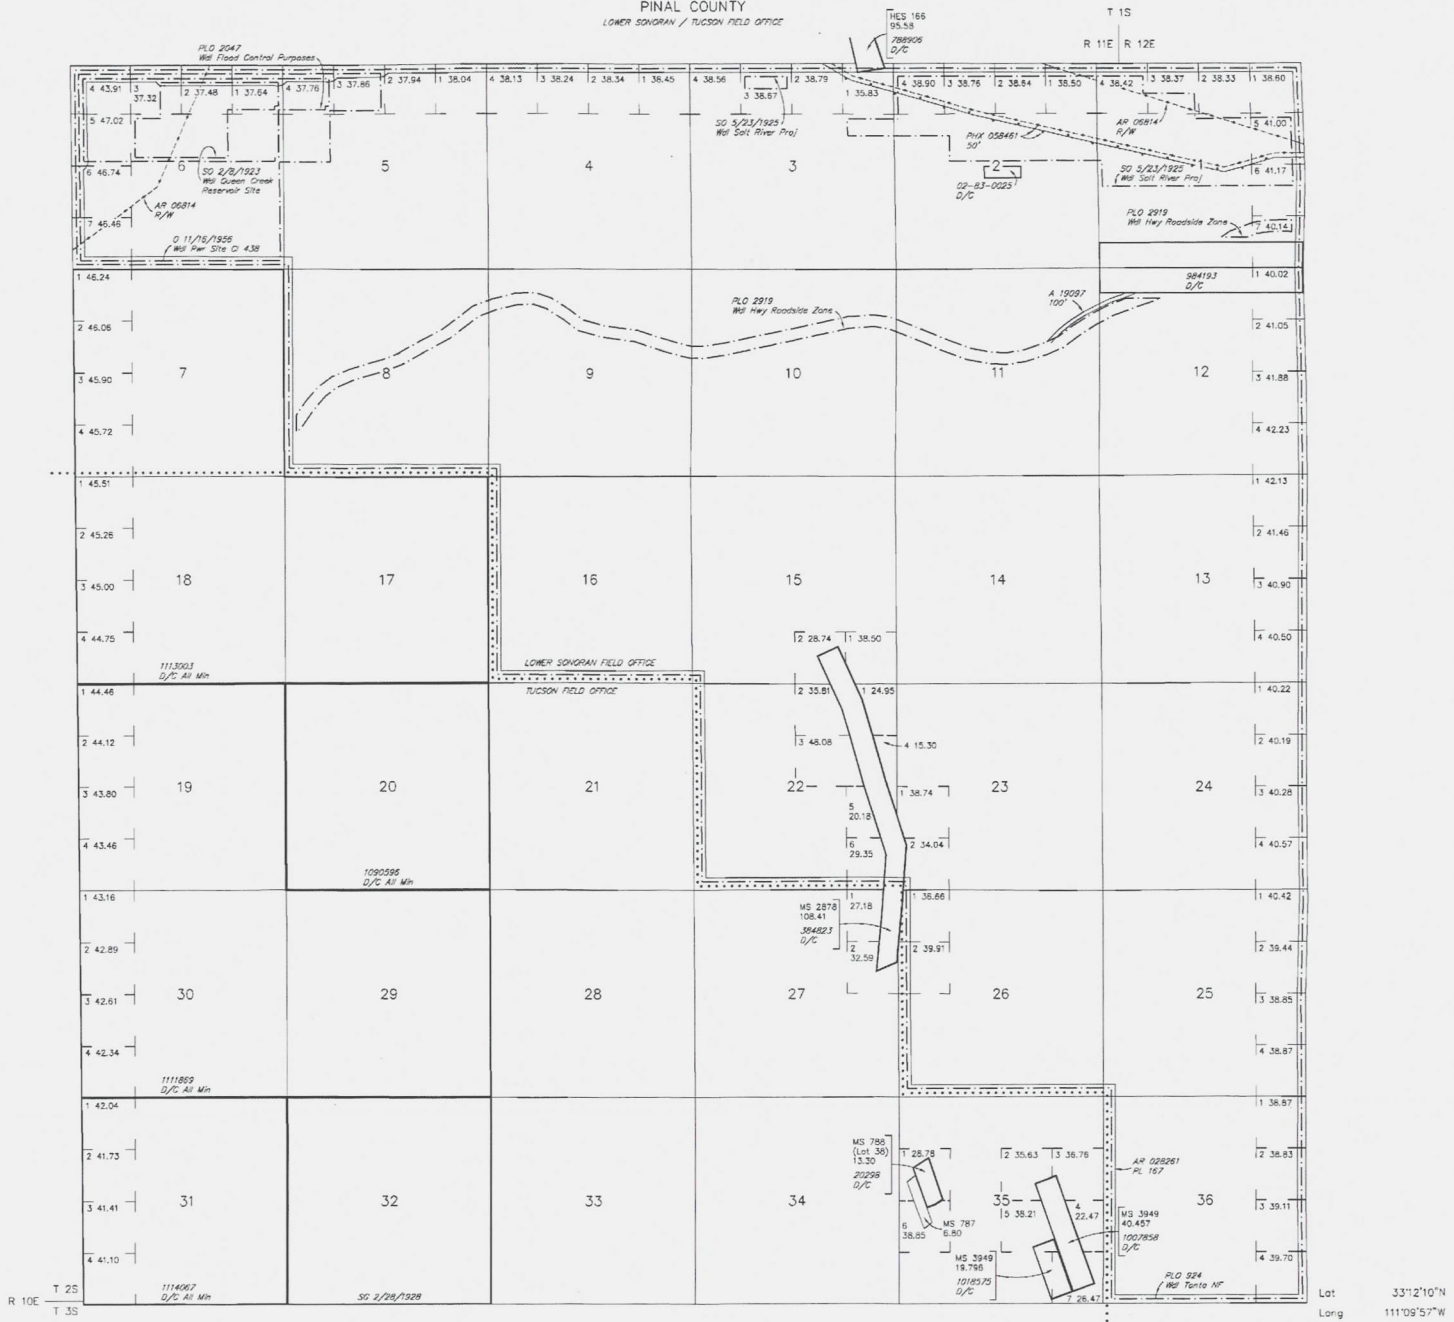 PINAL COUNTY
LOWER SONORAN / TUCSON FIELD OFFICE
HES 166
95.58
788906
D/C
T 1S
R 11E R 12E
PLO 2047
Wdl Flood Control Purposes
4 43.91
3
37.32
2 37.48
1 37.64
4 37.76
3 37.86
2 37.94
1 38.04
4 38.13
3 38.24
2 38.34
1 38.45
4 38.56
3 38.67
2 38.79
1 35.83
4 38.90
3 38.76
2 38.64
1 38.50
4 38.42
3 38.37
2 38.33
1 38.60
5 47.02
SO 5/23/1925
Wdl Salt River Proj
PHX 058461
50'
AR 06814
R/W
5 41.00
6 46.74
6
SO 2/8/1923
Wdl Queen Creek
Reservoir Site
5
4
3
2
02-83-0025
D/C
SO 5/23/1925
Wdl Salt River Proj
1
6 41.17
7 46.46
AR 06814
R/W
PLO 2919
Wdl Hwy Roadside Zone
7 40.14
O 11/16/1956
Wdl Pwr Site Cl 438
1 46.24
984193
D/C
1 40.02
2 46.06
PLO 2919
Wdl Hwy Roadside Zone
A 19097
100'
2 41.05
3 45.90
7
8
9
10
11
12
3 41.88
4 45.72
4 42.23
1 45.51
1 42.13
2 45.26
2 41.46
3 45.00
18
17
16
15
14
13
3 40.90
4 44.75
2 28.74
1 38.50
4 40.50
1113003
D/C All Min
LOWER SONORAN FIELD OFFICE
TUCSON FIELD OFFICE
1 44.46
2 35.81
1 24.95
1 40.22
2 44.12
3 48.08
4 15.30
2 40.19
3 43.80
19
20
21
22
1 38.74
23
24
3 40.28
5
20.18
4 43.46
6
29.35
2 34.04
4 40.57
1090595
D/C All Min
1 43.16
MS 2878
108.41
384823
D/C
1
27.18
1 36.66
1 40.42
2 42.89
2
32.59
2 39.91
2 39.44
3 42.61
30
29
28
27
26
25
3 38.85
4 42.34
4 38.87
1111869
D/C All Min
1 42.04
1 38.87
2 41.73
MS 788
(Lot 38)
13.30
20298
D/C
1 28.78
2 35.63
3 36.76
AR 028261
PL 167
2 38.83
3 41.41
31
32
33
34
35
36
3 39.11
6
38.85
MS 787
6.80
5 38.21
4
22.47
MS 3949
40.457
1007858
D/C
4 41.10
MS 3949
19.796
1018575
D/C
4 39.70
7 26.47
PLO 924
Wdl Tonto NF
1114067
D/C All Min
SG 2/28/1928
R 10E
T 2S
T 3S
Lat 33°12'10"N
Long 111°09'57"W